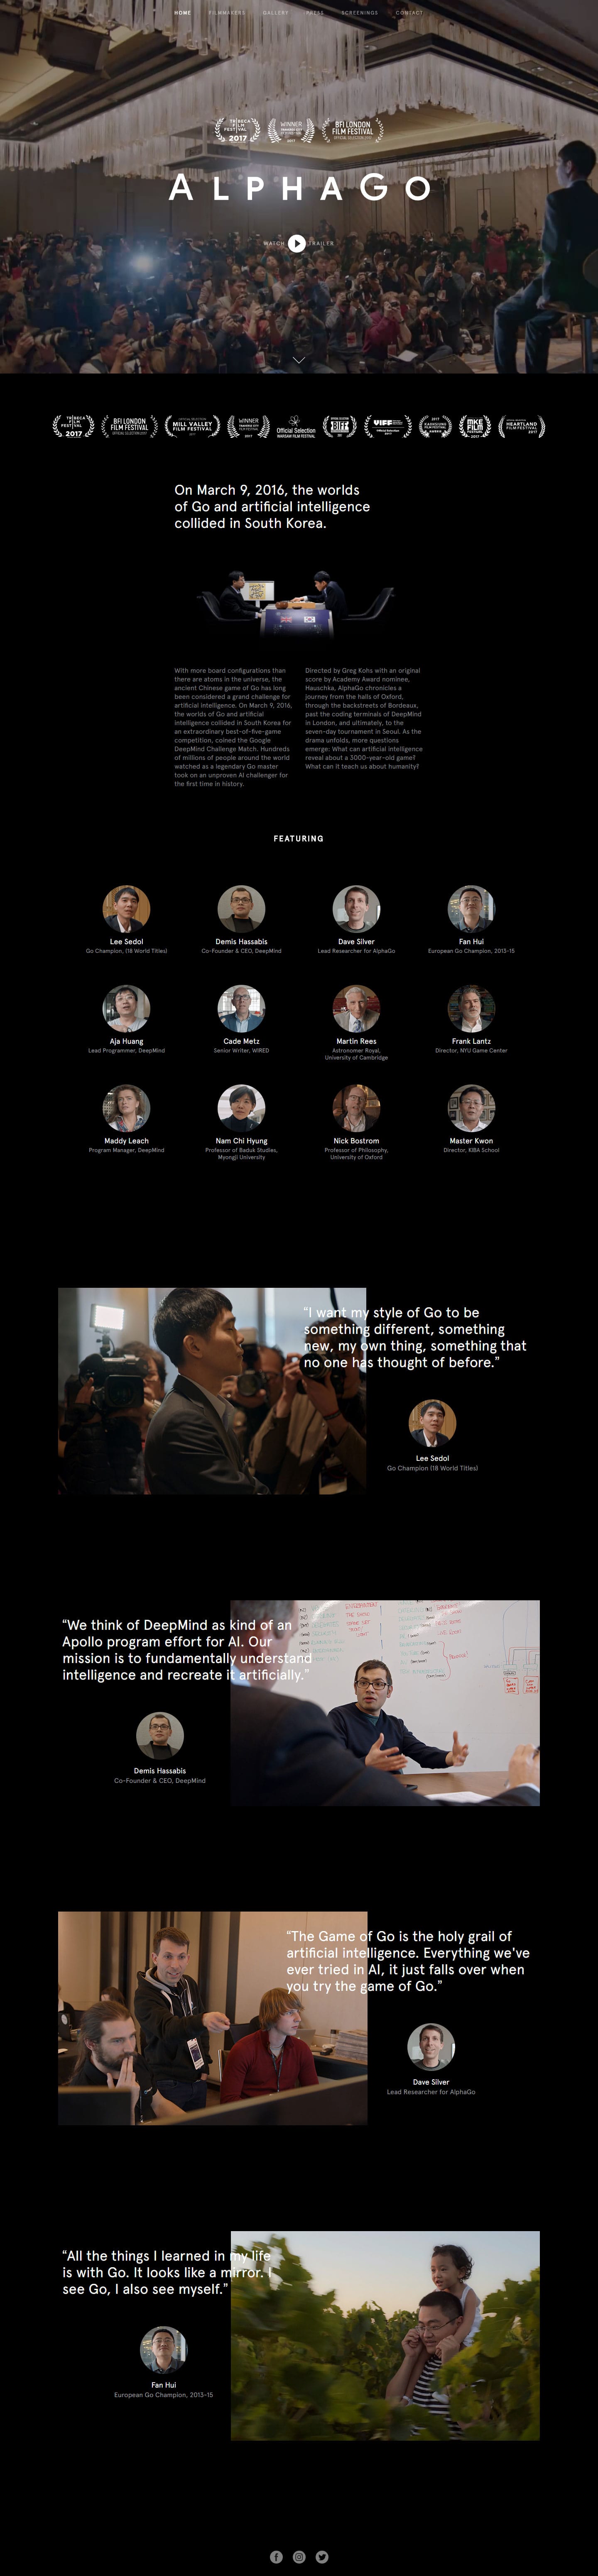 HOME FILMMAKERS GALLERY PRESS SCREENINGS CONTACT
TRIBECA
FILM
FESTIVAL
2017
WINNER
2017
BFI LONDON
FILM FESTIVAL
OFFICIAL SELECTION 2017
ALPHAGO
WATCH TRAILER
TRIBECA
FILM
FESTIVAL
2017
BFI LONDON
FILM FESTIVAL
OFFICIAL SELECTION 2017
OFFICIAL SELECTION
MILL VALLEY
FILM FESTIVAL
2017
WINNER
2017
Official Selection
WARSAW FILM FESTIVAL
OFFICIAL SELECTION
BIFF
VIFF
Official Selection
2017
2017
MKE
FILM
FESTIVAL
2017
HEARTLAND
FILM FESTIVAL
2017
On March 9, 2016, the worlds
of Go and artificial intelligence
collided in South Korea.
With more board configurations than
there are atoms in the universe, the
ancient Chinese game of Go has long
been considered a grand challenge for
artificial intelligence. On March 9, 2016,
the worlds of Go and artificial
intelligence collided in South Korea for
an extraordinary best-of-five-game
competition, coined the Google
DeepMind Challenge Match. Hundreds
of millions of people around the world
watched as a legendary Go master
took on an unproven AI challenger for
the first time in history.
Directed by Greg Kohs with an original
score by Academy Award nominee,
Hauschka, AlphaGo chronicles a
journey from the halls of Oxford,
through the backstreets of Bordeaux,
past the coding terminals of DeepMind
in London, and ultimately, to the
seven-day tournament in Seoul. As the
drama unfolds, more questions
emerge: What can artificial intelligence
reveal about a 3000-year-old game?
What can it teach us about humanity?
FEATURING
Lee Sedol
Go Champion, (18 World Titles)
Demis Hassabis
Co-Founder & CEO, DeepMind
Dave Silver
Lead Researcher for AlphaGo
Fan Hui
European Go Champion, 2013-15
Aja Huang
Lead Programmer, DeepMind
Cade Metz
Senior Writer, WIRED
Martin Rees
Astronomer Royal,
University of Cambridge
Frank Lantz
Director, NYU Game Center
Maddy Leach
Program Manager, DeepMind
Nam Chi Hyung
Professor of Baduk Studies,
Myongji University
Nick Bostrom
Professor of Philosophy,
University of Oxford
Master Kwon
Director, KIBA School
“I want my style of Go to be
something different, something
new, my own thing, something that
no one has thought of before.”
Lee Sedol
Go Champion (18 World Titles)
“We think of DeepMind as kind of an
Apollo program effort for AI. Our
mission is to fundamentally understand
intelligence and recreate it artificially.”
Demis Hassabis
Co-Founder & CEO, DeepMind
“The Game of Go is the holy grail of
artificial intelligence. Everything we've
ever tried in AI, it just falls over when
you try the game of Go.”
Dave Silver
Lead Researcher for AlphaGo
“All the things I learned in my life
is with Go. It looks like a mirror. I
see Go, I also see myself.”
Fan Hui
European Go Champion, 2013-15